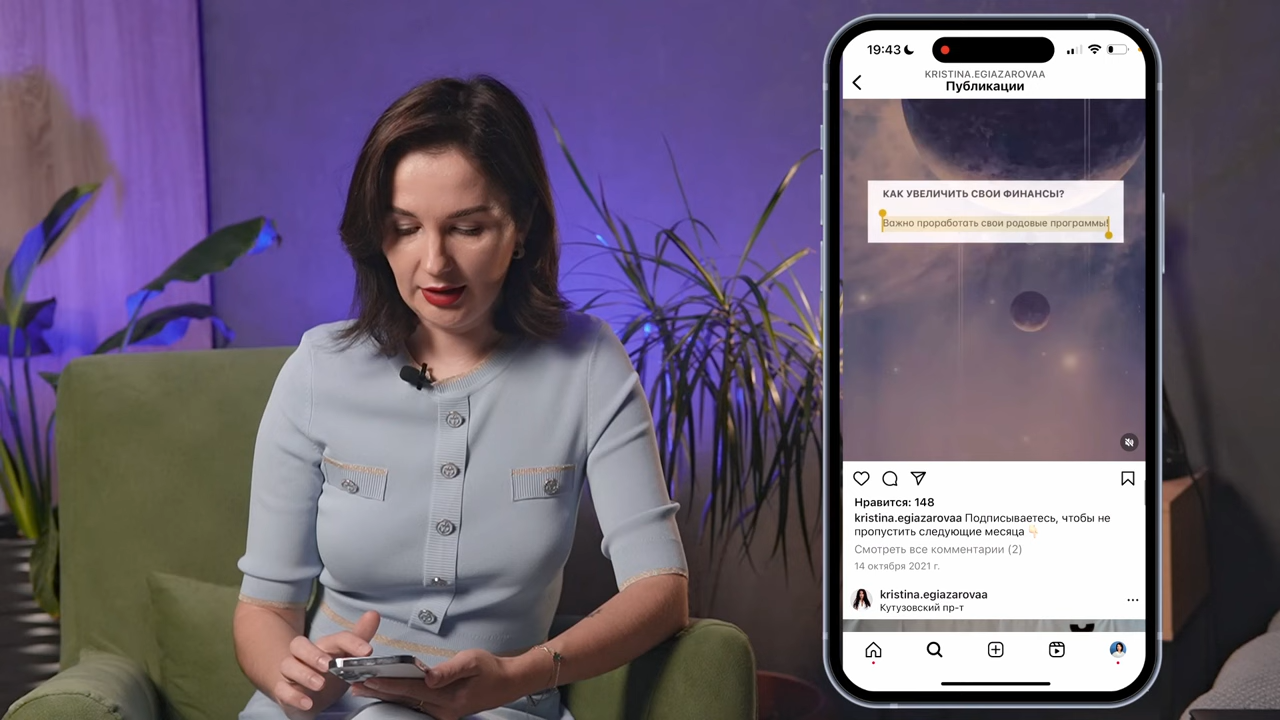 19:43
KRISTINA.EGIAZAROVAA
Публикации
КАК УВЕЛИЧИТЬ СВОИ ФИНАНСЫ?
Важно проработать свои родовые программы!
Нравится: 148
kristina.egiazarovaa Подписываетесь, чтобы не
пропустить следующие месяца 👇🏻
Смотреть все комментарии (2)
14 октября 2021 г.
kristina.egiazarovaa
Кутузовский пр-т